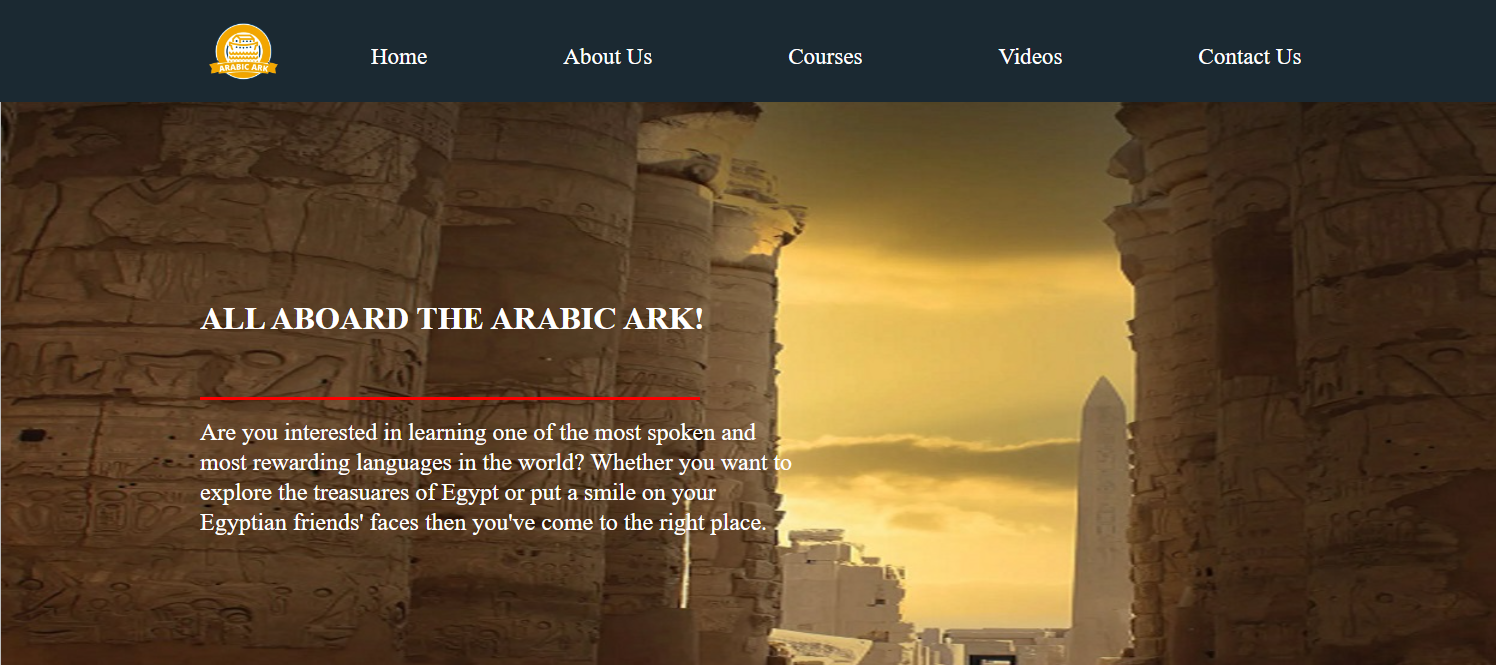 ARABIC ARK
Home
About Us
Courses
Videos
Contact Us
ALL ABOARD THE ARABIC ARK!
Are you interested in learning one of the most spoken and
most rewarding languages in the world? Whether you want to
explore the treasuares of Egypt or put a smile on your
Egyptian friends' faces then you've come to the right place.